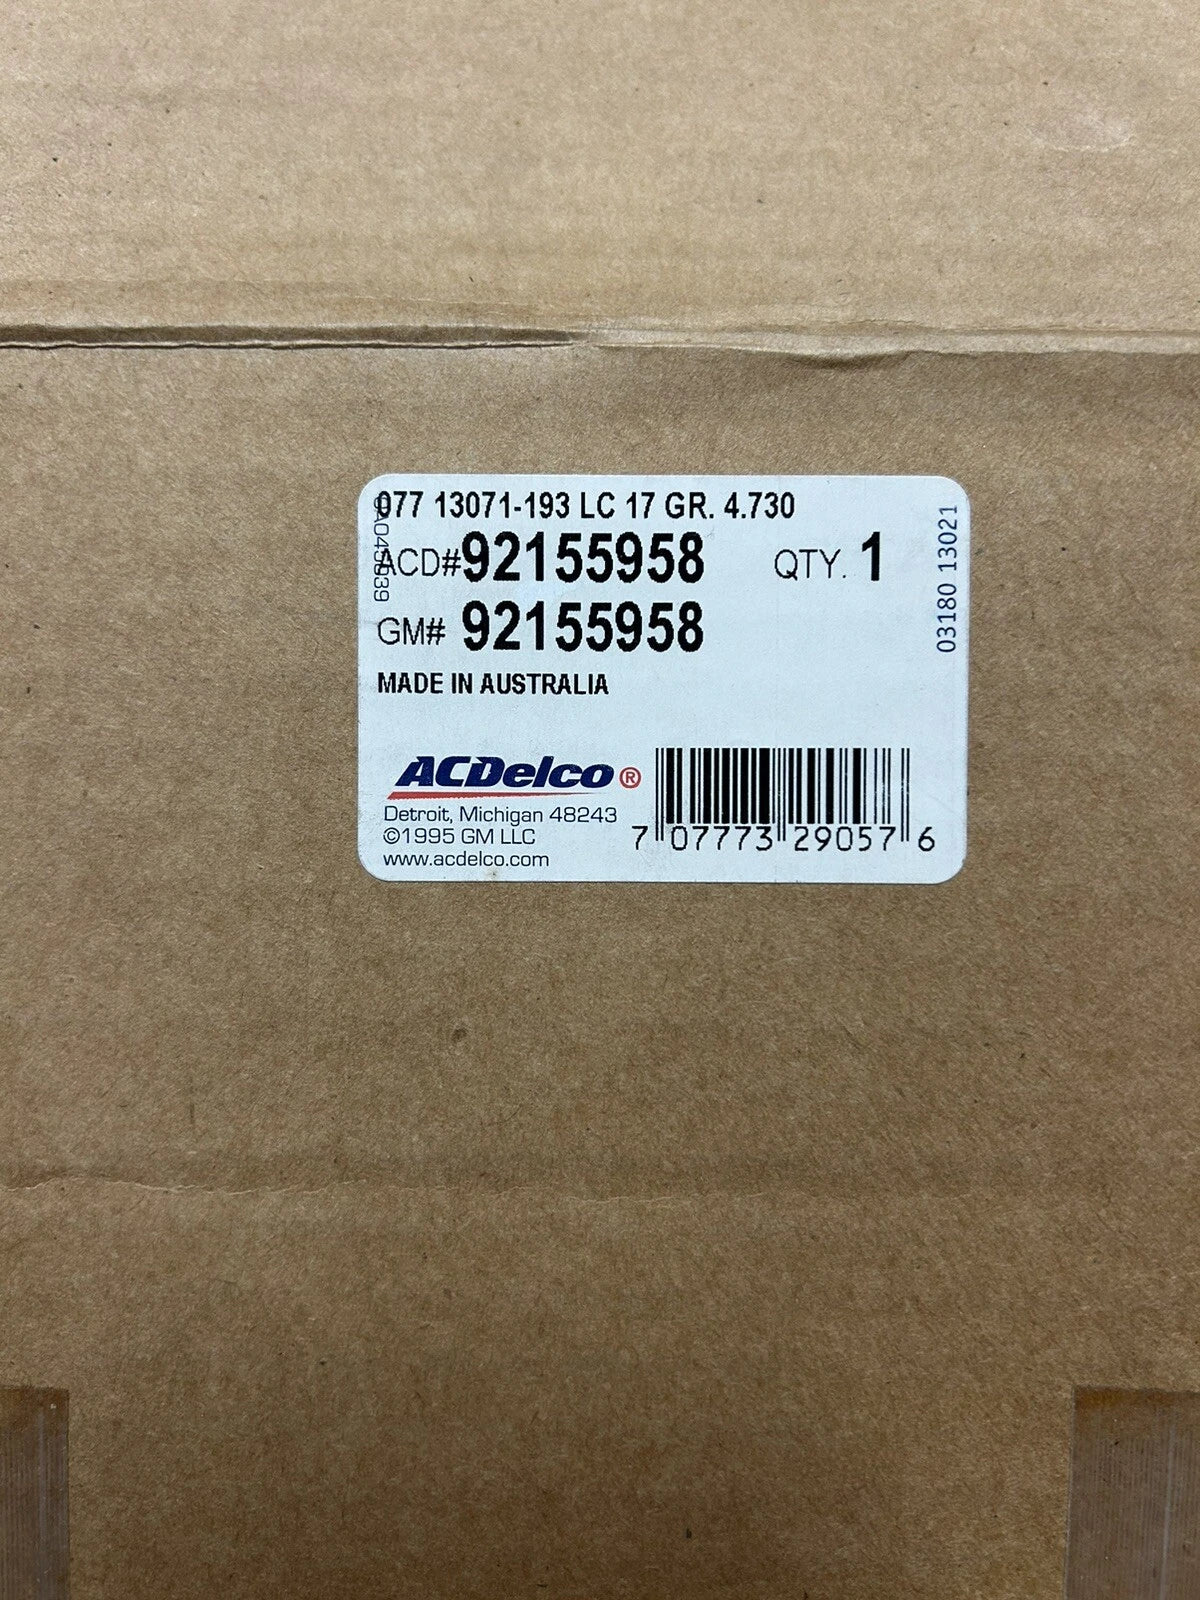 077 13071-193 LC 17 GR. 4.730
ACD#92155958 QTY. 1
GM# 92155958
MADE IN AUSTRALIA
03180 13021
ACDelco®
Detroit, Michigan 48243
©1995 GM LLC
www.acdelco.com
7 07773 29057 6